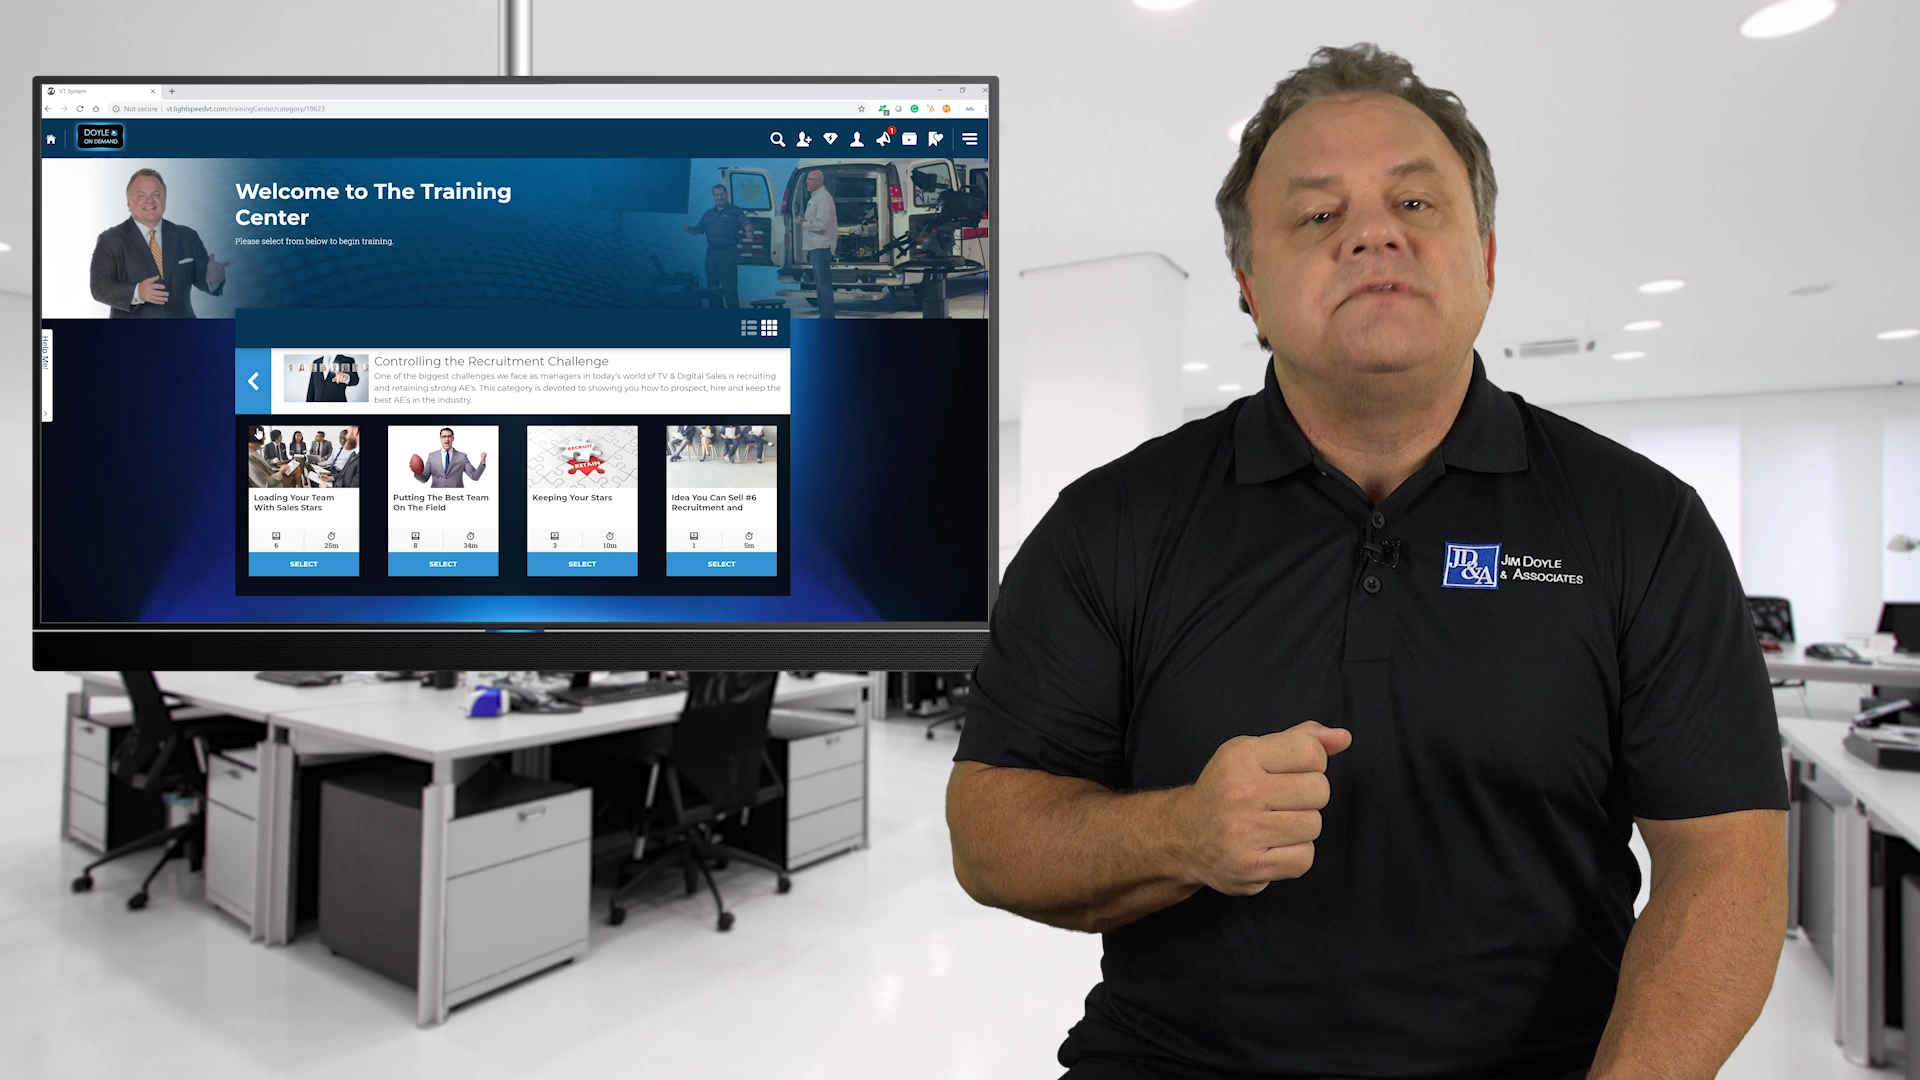 VT System
Not secure | vt.lightspeedvt.com/trainingCenter/category/19623
DOYLE
ON DEMAND
1
Welcome to The Training
Center
Please select from below to begin training.
Help Me!
Controlling the Recruitment Challenge
One of the biggest challenges we face as managers in today's world of TV & Digital Sales is recruiting
and retaining strong AE's. This category is devoted to showing you how to prospect, hire and keep the
best AE's in the industry.
RECRUIT
RETAIN
Loading Your Team
With Sales Stars
6 25m
SELECT
Putting The Best Team
On The Field
8 34m
SELECT
Keeping Your Stars
3 10m
SELECT
Idea You Can Sell #6
Recruitment and
1 5m
SELECT
JD&A
JIM DOYLE
& ASSOCIATES